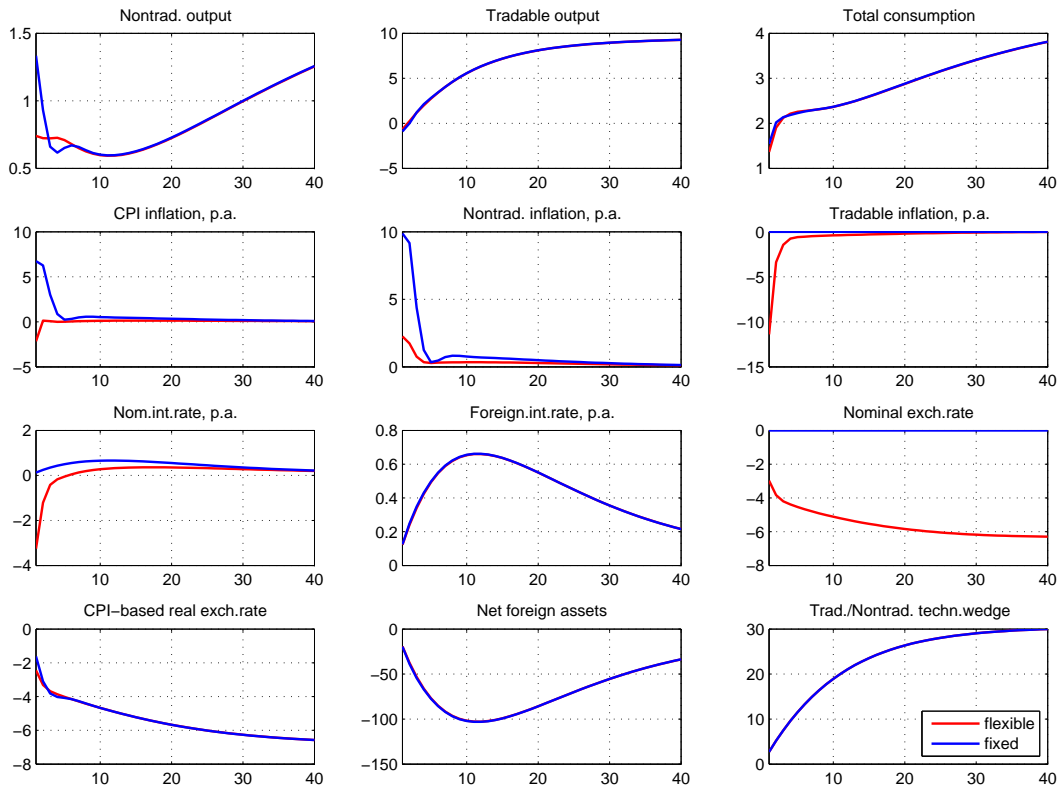 Nontrad. output
1.5
1
0.5
10 20 30 40
Tradable output
10
5
0
−5
10 20 30 40
Total consumption
4
3
2
1
10 20 30 40
CPI inflation, p.a.
10
5
0
−5
10 20 30 40
Nontrad. inflation, p.a.
10
5
0
10 20 30 40
Tradable inflation, p.a.
0
−5
−10
−15
10 20 30 40
Nom.int.rate, p.a.
2
0
−2
−4
10 20 30 40
Foreign.int.rate, p.a.
0.8
0.6
0.4
0.2
0
10 20 30 40
Nominal exch.rate
0
−2
−4
−6
−8
10 20 30 40
CPI−based real exch.rate
0
−2
−4
−6
−8
10 20 30 40
Net foreign assets
0
−50
−100
−150
10 20 30 40
Trad./Nontrad. techn.wedge
30
20
10
0
10 20 30 40
flexible
fixed